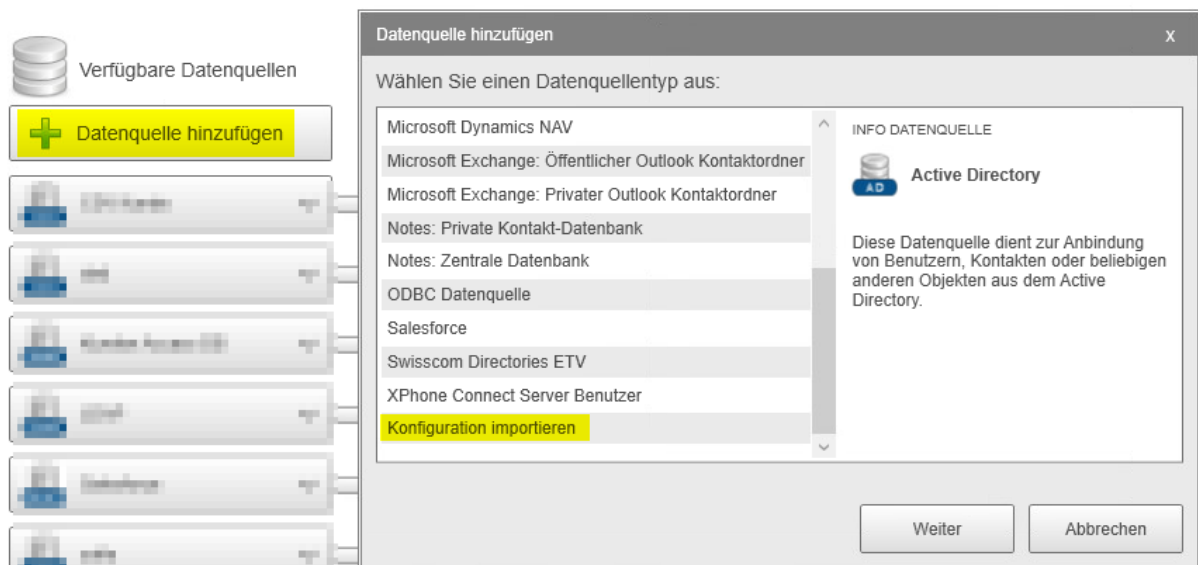 Verfügbare Datenquellen
Datenquelle hinzufügen
Datenquelle hinzufügen
x
Wählen Sie einen Datenquellentyp aus:
Microsoft Dynamics NAV
Microsoft Exchange: Öffentlicher Outlook Kontaktordner
Microsoft Exchange: Privater Outlook Kontaktordner
Notes: Private Kontakt-Datenbank
Notes: Zentrale Datenbank
ODBC Datenquelle
Salesforce
Swisscom Directories ETV
XPhone Connect Server Benutzer
Konfiguration importieren
INFO DATENQUELLE
AD
Active Directory
Diese Datenquelle dient zur Anbindung
von Benutzern, Kontakten oder beliebigen
anderen Objekten aus dem Active
Directory.
Weiter
Abbrechen